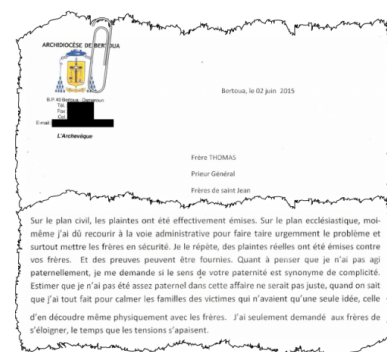 ARCHIDIOCÈSE DE BERTOUA
B.P. 40 Bertoua - Cameroun
Tél.
Fax
Cel.
E-mail
L'Archevêque
Bertoua, le 02 juin 2015
Frère THOMAS
Prieur Général
Frères de saint Jean
Sur le plan civil, les plaintes ont été effectivement émises. Sur le plan ecclésiastique, moi-
même j'ai dû recourir à la voie administrative pour faire taire urgemment le problème et
surtout mettre les frères en sécurité. Je le répète, des plaintes réelles ont été émises contre
vos frères. Et des preuves peuvent être fournies. Quant à penser que je n'ai pas agi
paternellement, je me demande si le sens de votre paternité est synonyme de complicité.
Estimer que je n'ai pas été assez paternel dans cette affaire ne serait pas juste, quand on sait
que j'ai tout fait pour calmer les familles des victimes qui n'avaient qu'une seule idée, celle
d'en découdre même physiquement avec les frères. J'ai seulement demandé aux frères de
s'éloigner, le temps que les tensions s'apaisent.